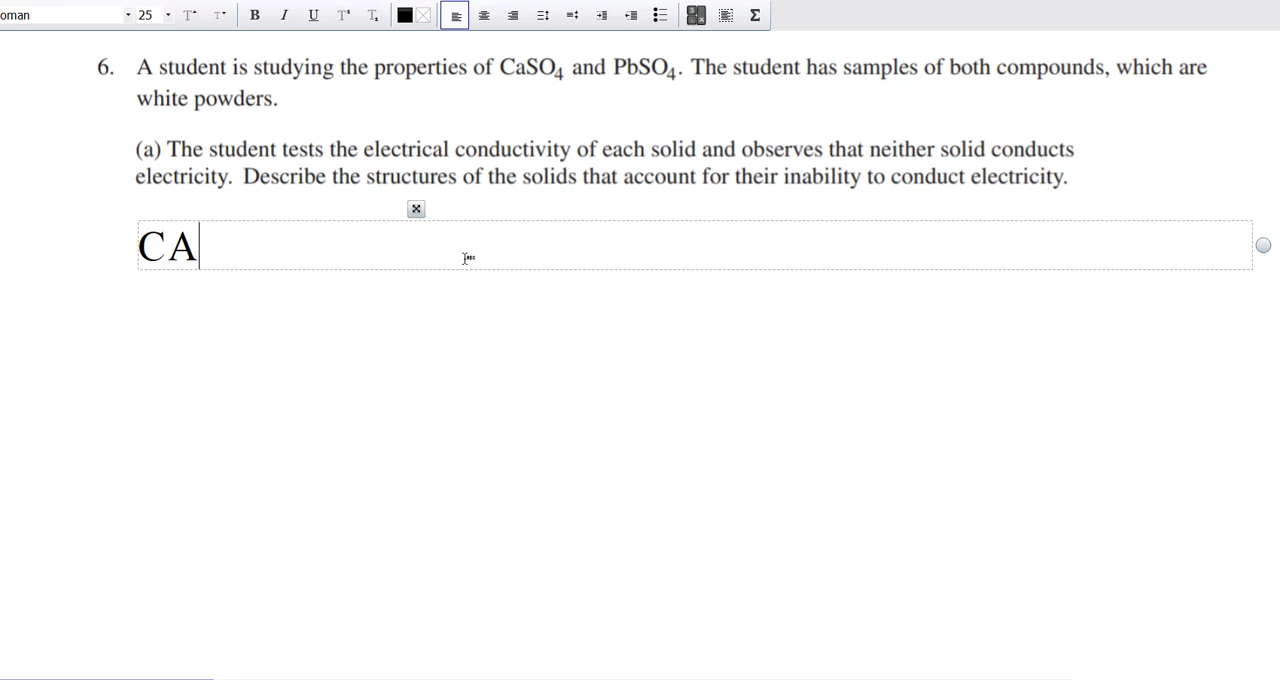 oman 25 T T B I U T T Σ
6. A student is studying the properties of CaSO4 and PbSO4. The student has samples of both compounds, which are
white powders.
(a) The student tests the electrical conductivity of each solid and observes that neither solid conducts
electricity. Describe the structures of the solids that account for their inability to conduct electricity.
CA